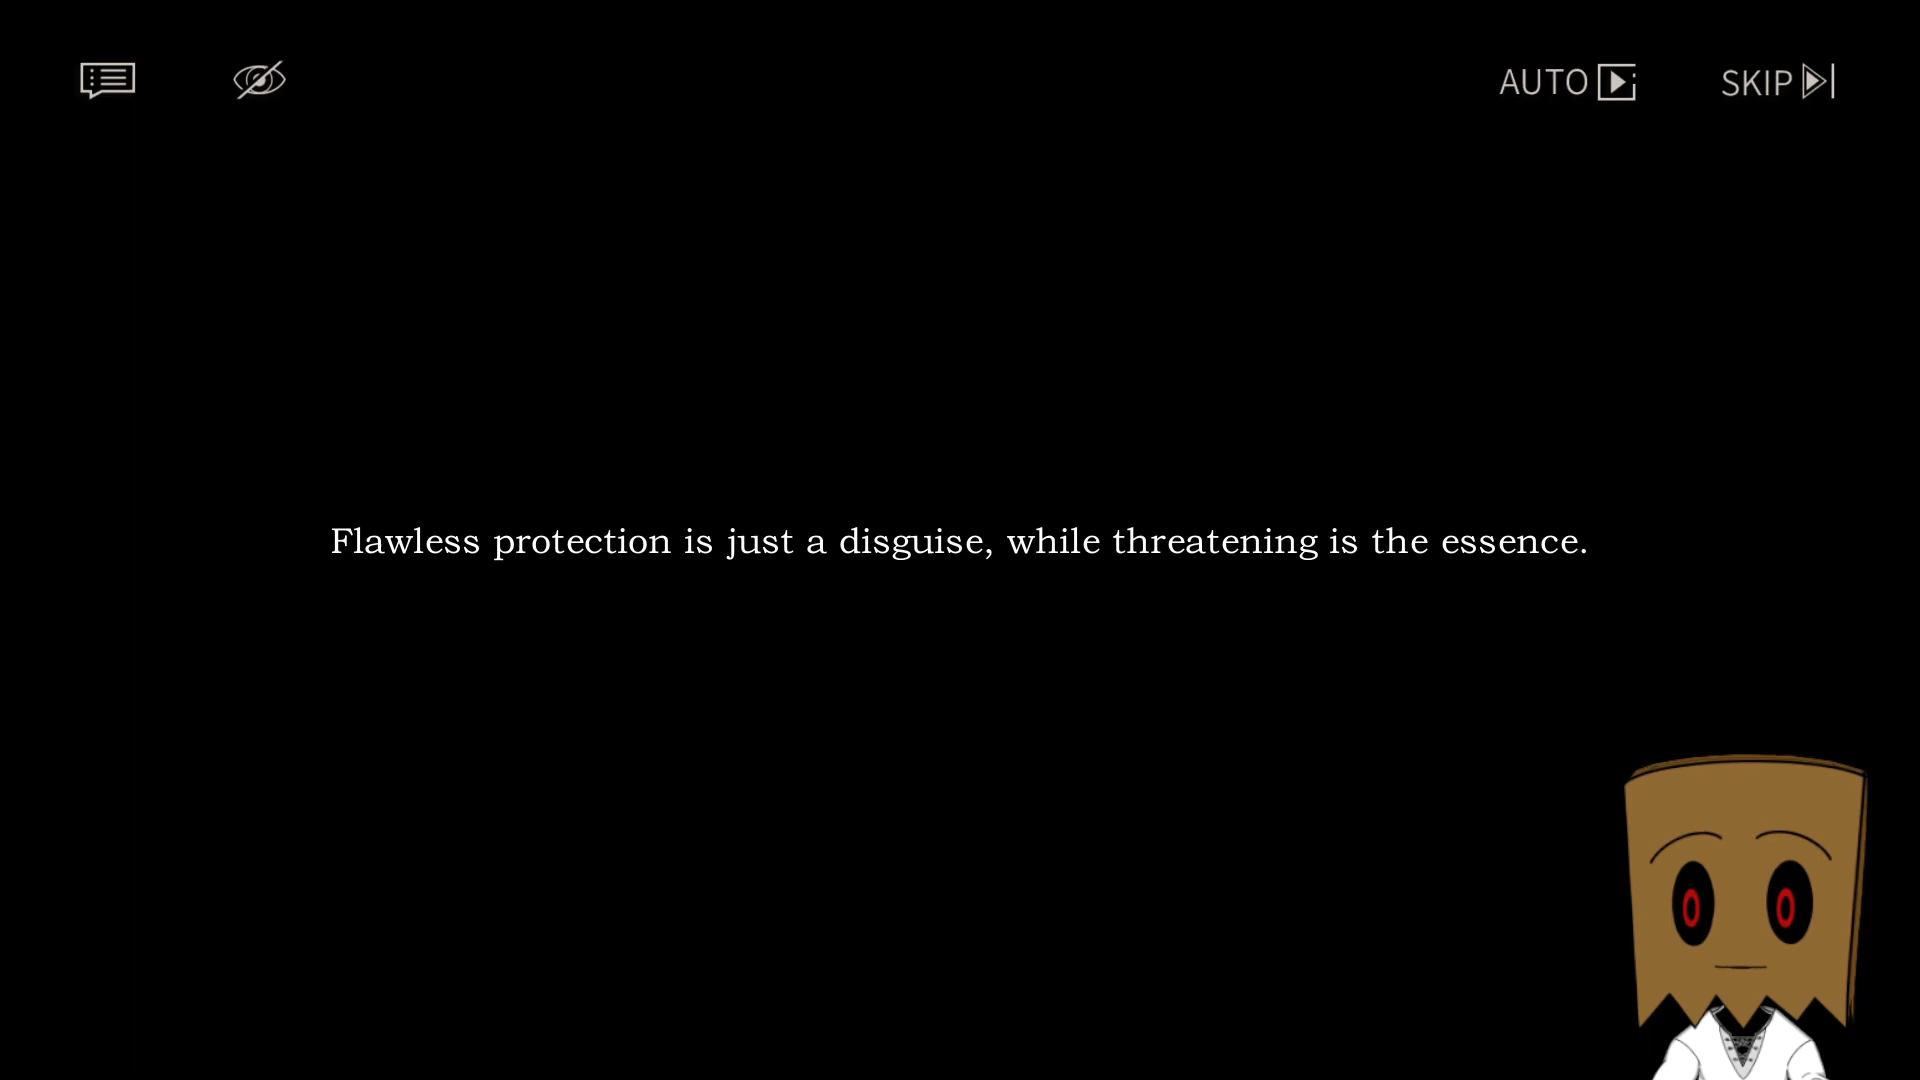 AUTO
SKIP
Flawless protection is just a disguise, while threatening is the essence.